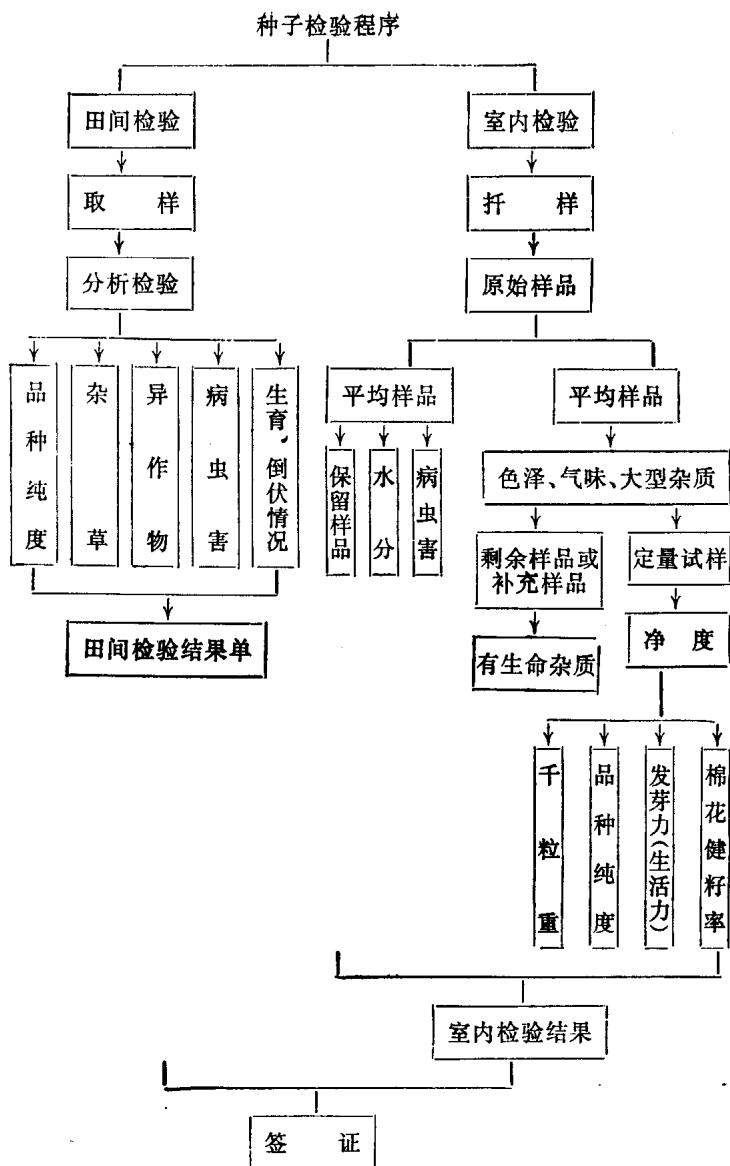 种子检验程序
田间检验
室内检验
取 样
扦 样
分析检验
原始样品
品种纯度
杂草
异作物
病虫害
生育、倒伏情况
平均样品
平均样品
保留样品
水分
病虫害
色泽、气味、大型杂质
剩余样品或
补充样品
定量试样
田间检验结果单
有生命杂质
净 度
千粒重
品种纯度
发芽力(生活力)
棉花健籽率
室内检验结果
签 证